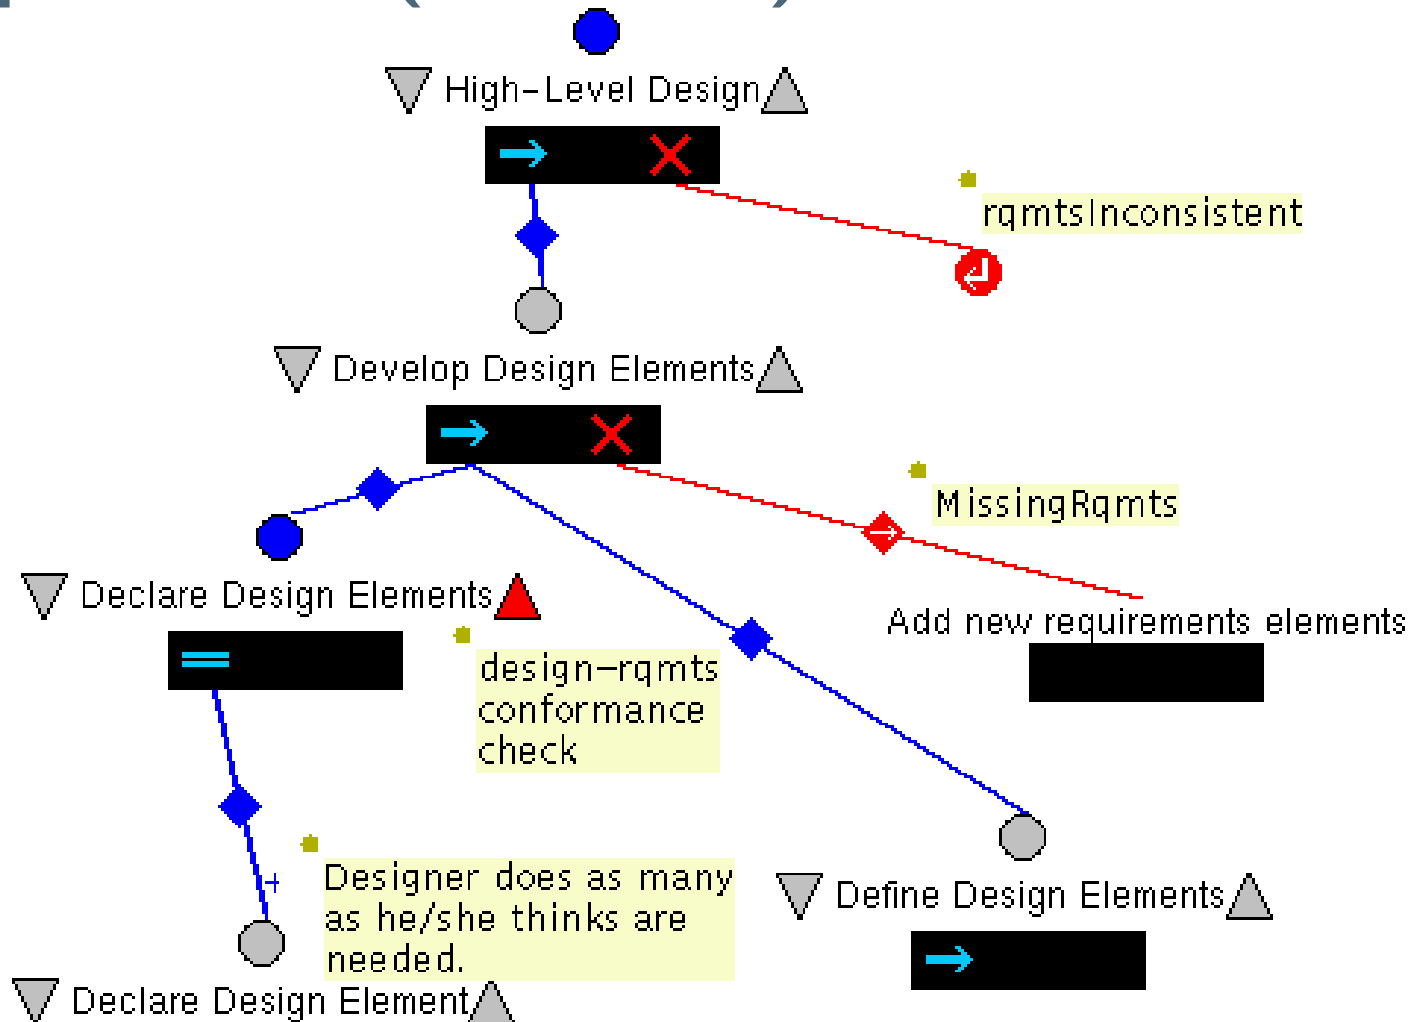 High-Level Design
rqmtsInconsistent
Develop Design Elements
MissingRqmts
Declare Design Elements
Add new requirements elements
design-rqmts
conformance
check
+
Designer does as many
as he/she thinks are
needed.
Define Design Elements
Declare Design Element